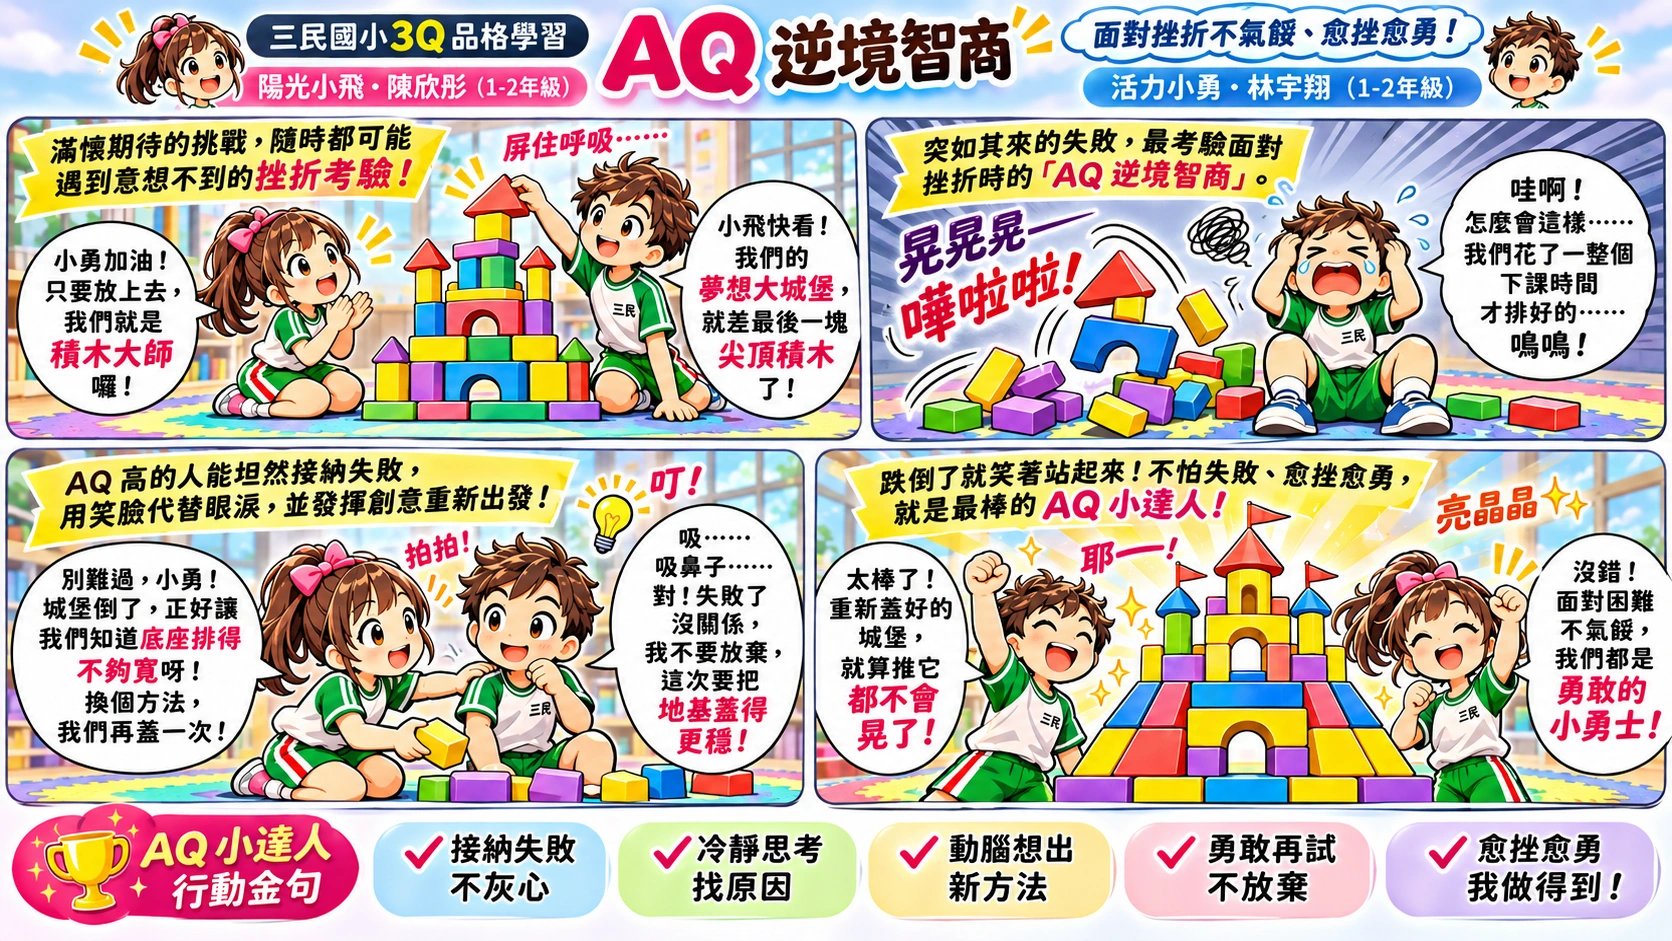 三民國小3Q品格學習
陽光小飛・陳欣彤(1-2年級)
AQ 逆境智商
面對挫折不氣餒、愈挫愈勇！
活力小勇・林宇翔(1-2年級)
滿懷期待的挑戰，隨時都可能
遇到意想不到的挫折考驗！
屏住呼吸……
小勇加油！
只要放上去，
我們就是
積木大師
囉！
小飛快看！
我們的
夢想大城堡，
就差最後一塊
尖頂積木
了！
三民
突如其來的失敗，最考驗面對
挫折時的「AQ 逆境智商」。
晃晃晃—
嘩啦啦！
哇啊！
怎麼會這樣……
我們花了一整個
下課時間
才排好的……
嗚嗚！
三民
AQ 高的人能坦然接納失敗，
用笑臉代替眼淚，並發揮創意重新出發！
叮！
拍拍！
別難過，小勇！
城堡倒了，正好讓
我們知道底座排得
不夠寬呀！
換個方法，
我們再蓋一次！
吸……
吸鼻子……
對！失敗了
沒關係，
我不要放棄，
這次要把
地基蓋得
更穩！
三民
跌倒了就笑著站起來！不怕失敗、愈挫愈勇，
就是最棒的 AQ 小達人！
亮晶晶
耶—！
太棒了！
重新蓋好的
城堡，
就算推它
都不會
晃了！
沒錯！
面對困難
不氣餒，
我們都是
勇敢的
小勇士！
三民
三民
AQ 小達人
行動金句
接納失敗
不灰心
冷靜思考
找原因
動腦想出
新方法
勇敢再試
不放棄
愈挫愈勇
我做得到！